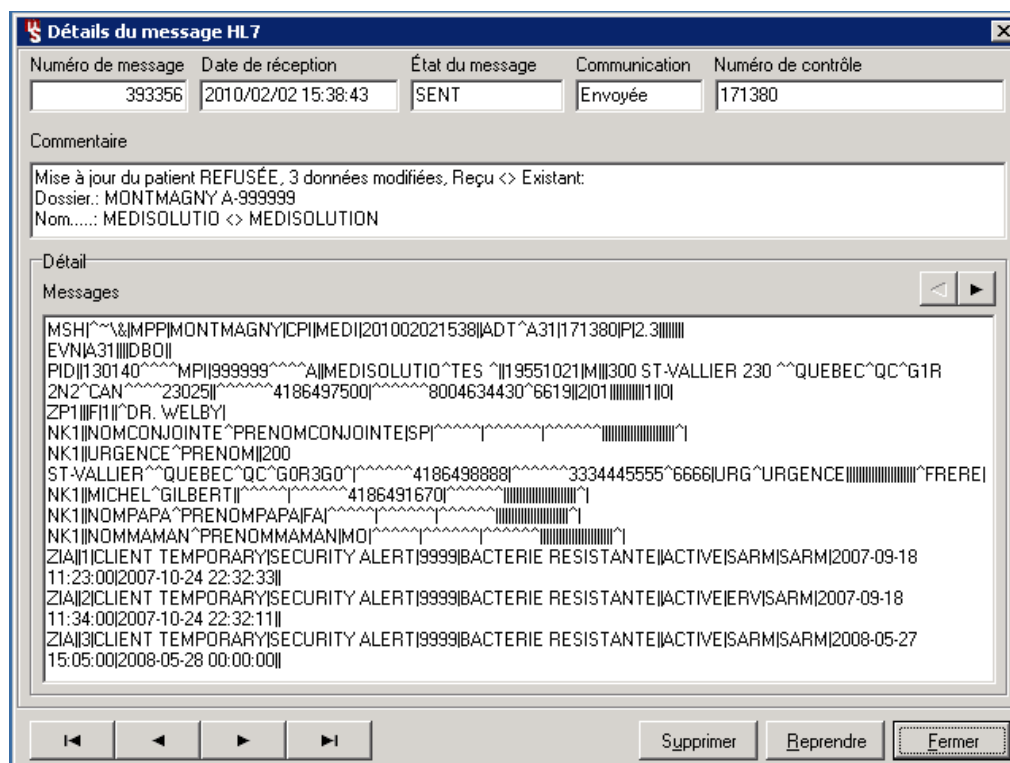 Détails du message HL7
Numéro de message Date de réception État du message Communication Numéro de contrôle
393356 2010/02/02 15:38:43 SENT Envoyée 171380
Commentaire
Mise à jour du patient REFUSÉE, 3 données modifiées, Reçu <> Existant:
Dossier.: MONTMAGNY A-999999
Nom.....: MEDISOLUTIO <> MEDISOLUTION
Détail
Messages
MSH|^~\&|MPP|MONTMAGNY|CPI|MEDI|201002021538||ADT^A31|171380|P|2.3||||||||
EVN|A31||||DBO||
PID||130140^^^^MPI|999999^^^^A||MEDISOLUTIO^TES ^||19551021|M|||300 ST-VALLIER 230 ^^QUEBEC^QC^G1R
2N2^CAN^^^^23025||^^^^^^4186497500|^^^^^^8004634430^6619||2|01|||||||||||1||0|
ZP1|||F|1||^DR. WELBY|
NK1||NOMCONJOINTE^PRENOMCONJOINTE|SP|^^^^^|^^^^^^|^^^^^^||||||||||||||||||||||^|
NK1||URGENCE^PRENOM||200
ST-VALLIER^^QUEBEC^QC^G0R3G0^|^^^^^^4186498888|^^^^^^3334445555^6666|URG^URGENCE|||||||||||||||||||||^FRERE|
NK1||MICHEL^GILBERT||^^^^^|^^^^^^4186491670|^^^^^^||||||||||||||||||||||^|
NK1||NOMPAPA^PRENOMPAPA|FA|^^^^^|^^^^^^|^^^^^^||||||||||||||||||||||^|
NK1||NOMMAMAN^PRENOMMAMAN|MO|^^^^^|^^^^^^|^^^^^^||||||||||||||||||||||^|
ZIA||1|CLIENT TEMPORARY|SECURITY ALERT|9999|BACTERIE RESISTANTE||ACTIVE|SARM|SARM|2007-09-18
11:23:00|2007-10-24 22:32:33||
ZIA||2|CLIENT TEMPORARY|SECURITY ALERT|9999|BACTERIE RESISTANTE||ACTIVE|ERV|SARM|2007-09-18
11:34:00|2007-10-24 22:32:11||
ZIA||3|CLIENT TEMPORARY|SECURITY ALERT|9999|BACTERIE RESISTANTE||ACTIVE|SARM|SARM|2008-05-27
15:05:00|2008-05-28 00:00:00||
Supprimer Reprendre Fermer